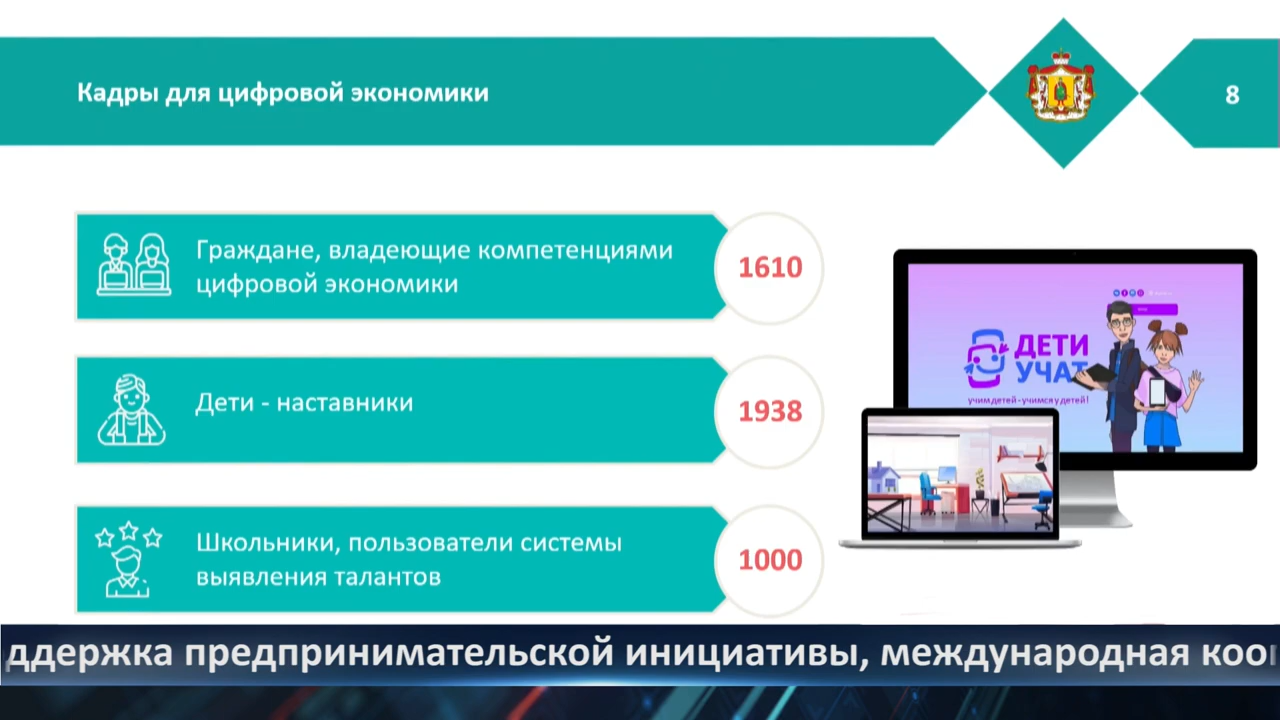 Кадры для цифровой экономики
8
Граждане, владеющие компетенциями
цифровой экономики
1610
Дети - наставники
1938
Школьники, пользователи системы
выявления талантов
1000
ДЕТИ
УЧАТ
учим детей - учимся у детей!
ддержка предпринимательской инициативы, международная кооп